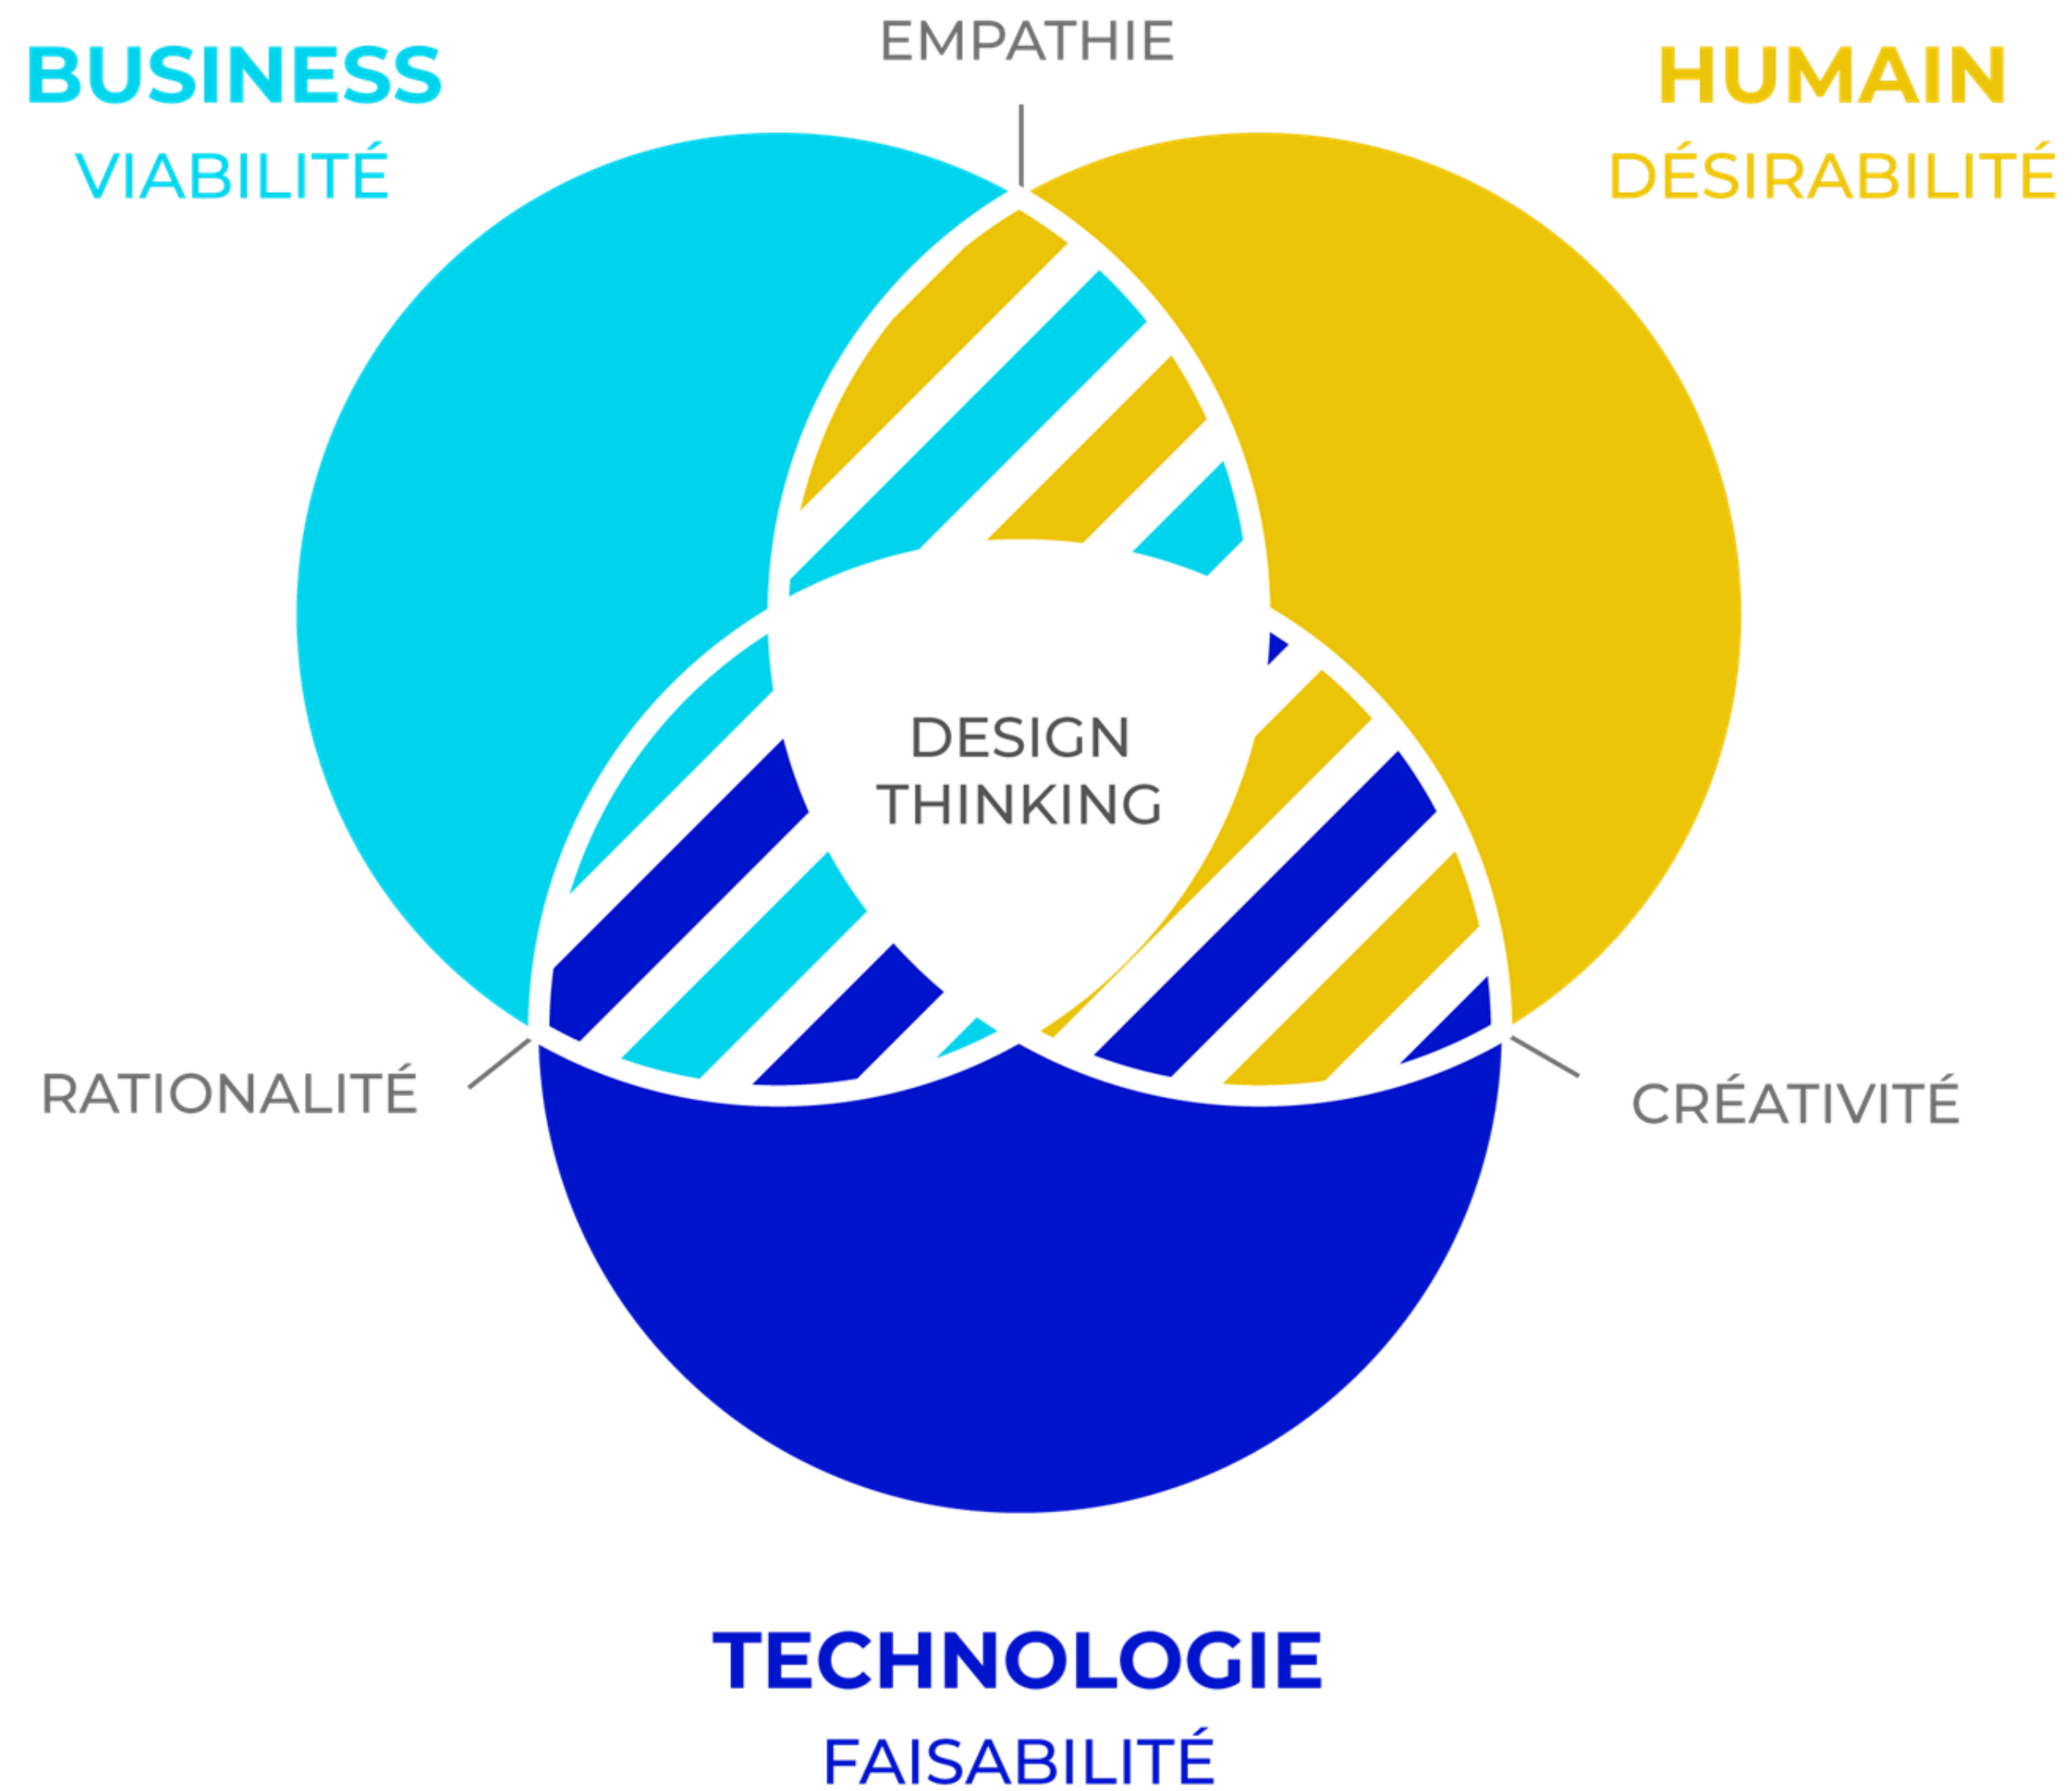 EMPATHIE
BUSINESS
VIABILITÉ
HUMAIN
DÉSIRABILITÉ
DESIGN
THINKING
RATIONALITÉ
CRÉATIVITÉ
TECHNOLOGIE
FAISABILITÉ